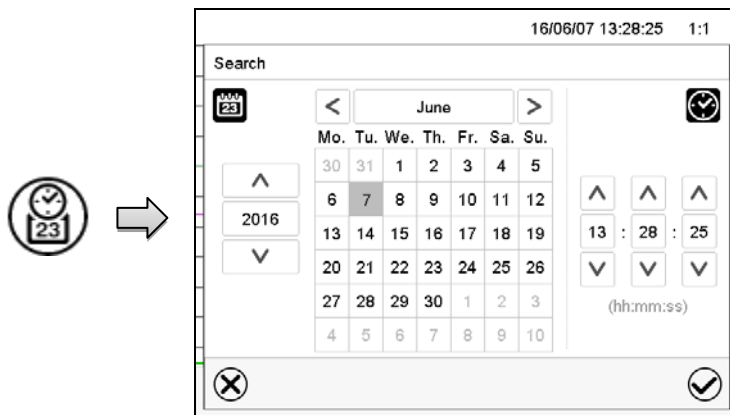 16/06/07 13:28:25 1:1
Search
23
< June >
Mo. Tu. We. Th. Fr. Sa. Su.
30 31 1 2 3 4 5
6 7 8 9 10 11 12
13 14 15 16 17 18 19
20 21 22 23 24 25 26
27 28 29 30 1 2 3
4 5 6 7 8 9 10
2016
13 : 28 : 25
(hh:mm:ss)
23